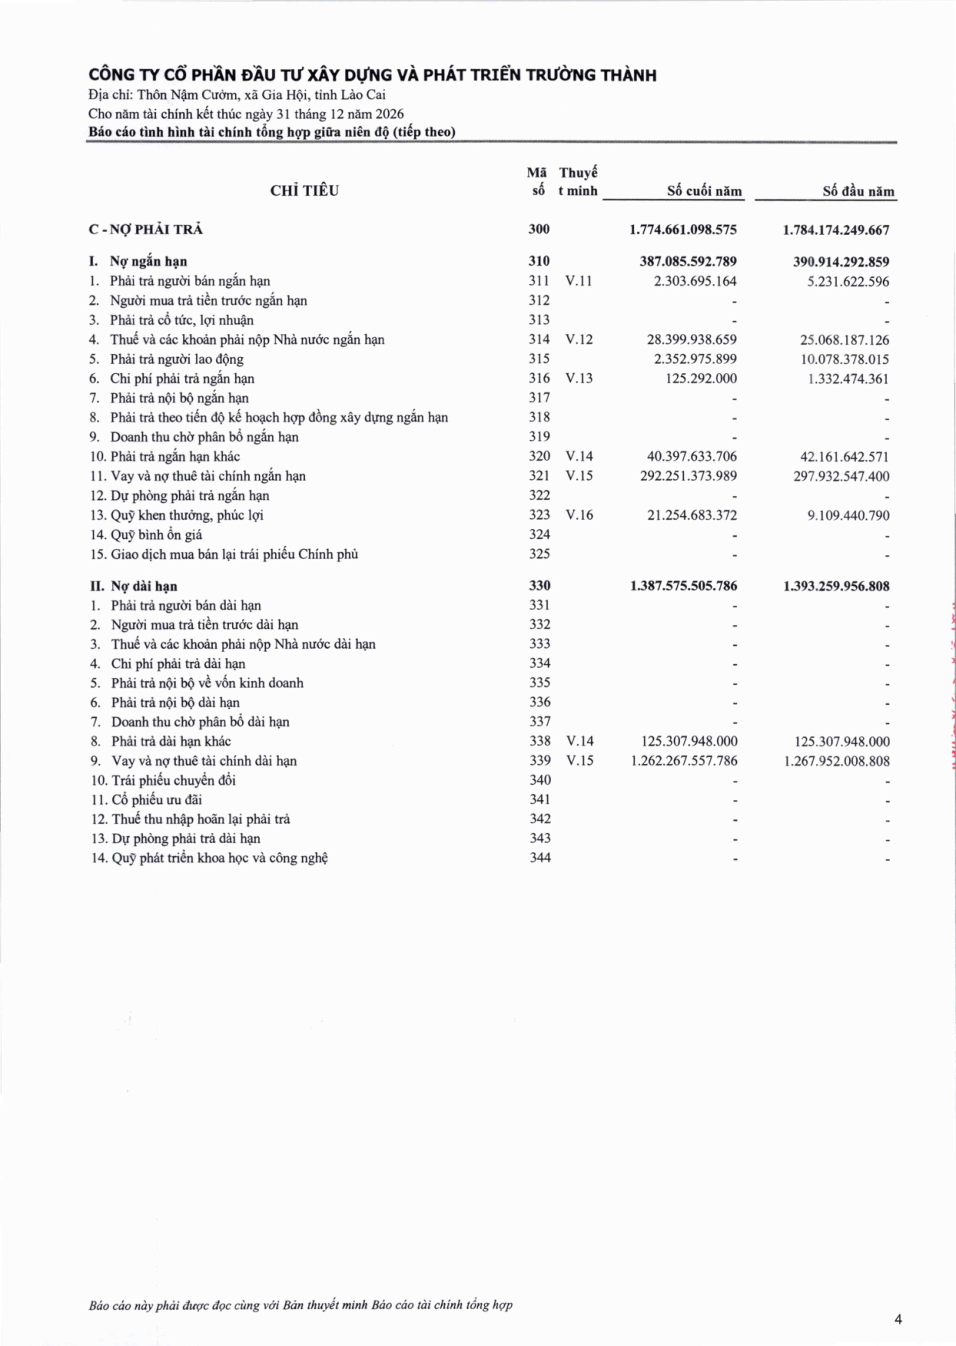 CÔNG TY CỔ PHẦN ĐẦU TƯ XÂY DỰNG VÀ PHÁT TRIỂN TRƯỜNG THÀNH
Địa chỉ: Thôn Nậm Cưởm, xã Gia Hội, tỉnh Lào Cai
Cho năm tài chính kết thúc ngày 31 tháng 12 năm 2026
Báo cáo tình hình tài chính tổng hợp giữa niên độ (tiếp theo)
CHỈ TIÊU Mã số Thuyế t minh Số cuối năm Số đầu năm
C - NỢ PHẢI TRẢ 300 1.774.661.098.575 1.784.174.249.667
I. Nợ ngắn hạn 310 387.085.592.789 390.914.292.859
1. Phải trả người bán ngắn hạn 311 V.11 2.303.695.164 5.231.622.596
2. Người mua trả tiền trước ngắn hạn 312 - -
3. Phải trả cổ tức, lợi nhuận 313 - -
4. Thuế và các khoản phải nộp Nhà nước ngắn hạn 314 V.12 28.399.938.659 25.068.187.126
5. Phải trả người lao động 315 2.352.975.899 10.078.378.015
6. Chi phí phải trả ngắn hạn 316 V.13 125.292.000 1.332.474.361
7. Phải trả nội bộ ngắn hạn 317 - -
8. Phải trả theo tiến độ kế hoạch hợp đồng xây dựng ngắn hạn 318 - -
9. Doanh thu chờ phân bổ ngắn hạn 319 - -
10. Phải trả ngắn hạn khác 320 V.14 40.397.633.706 42.161.642.571
11. Vay và nợ thuê tài chính ngắn hạn 321 V.15 292.251.373.989 297.932.547.400
12. Dự phòng phải trả ngắn hạn 322 - -
13. Quỹ khen thưởng, phúc lợi 323 V.16 21.254.683.372 9.109.440.790
14. Quỹ bình ổn giá 324 - -
15. Giao dịch mua bán lại trái phiếu Chính phủ 325 - -
II. Nợ dài hạn 330 1.387.575.505.786 1.393.259.956.808
1. Phải trả người bán dài hạn 331 - -
2. Người mua trả tiền trước dài hạn 332 - -
3. Thuế và các khoản phải nộp Nhà nước dài hạn 333 - -
4. Chi phí phải trả dài hạn 334 - -
5. Phải trả nội bộ về vốn kinh doanh 335 - -
6. Phải trả nội bộ dài hạn 336 - -
7. Doanh thu chờ phân bổ dài hạn 337 - -
8. Phải trả dài hạn khác 338 V.14 125.307.948.000 125.307.948.000
9. Vay và nợ thuê tài chính dài hạn 339 V.15 1.262.267.557.786 1.267.952.008.808
10. Trái phiếu chuyển đổi 340 - -
11. Cổ phiếu ưu đãi 341 - -
12. Thuế thu nhập hoãn lại phải trả 342 - -
13. Dự phòng phải trả dài hạn 343 - -
14. Quỹ phát triển khoa học và công nghệ 344 - -
Báo cáo này phải được đọc cùng với Bản thuyết minh Báo cáo tài chính tổng hợp
4